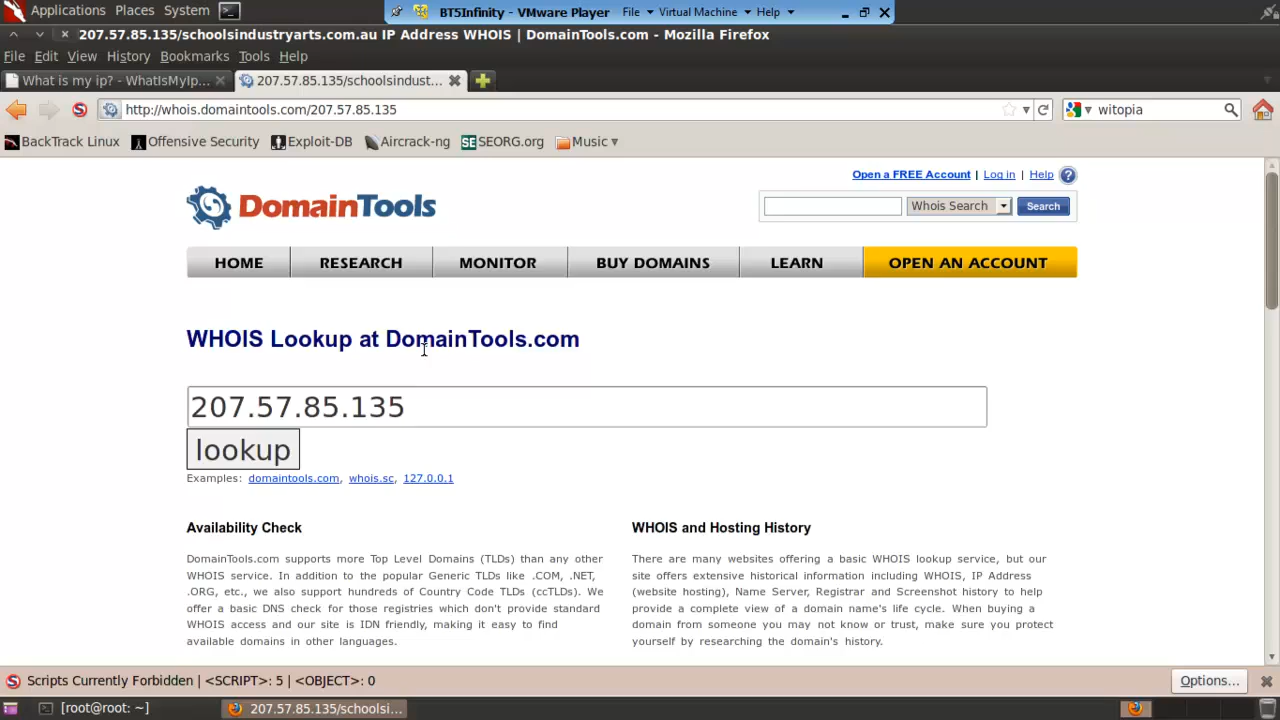 Applications Places System
BT5Infinity - VMware Player File Virtual Machine Help
207.57.85.135/schoolsindustryarts.com.au IP Address WHOIS | DomainTools.com - Mozilla Firefox
File Edit View History Bookmarks Tools Help
What is my ip? - WhatIsMyIp... 207.57.85.135/schoolsindust...
http://whois.domaintools.com/207.57.85.135 witopia
BackTrack Linux Offensive Security Exploit-DB Aircrack-ng SE SEORG.org Music
Open a FREE Account | Log in | Help ?
DomainTools
Whois Search Search
HOME RESEARCH MONITOR BUY DOMAINS LEARN OPEN AN ACCOUNT
WHOIS Lookup at DomainTools.com
207.57.85.135
lookup
Examples: domaintools.com, whois.sc, 127.0.0.1
Availability Check
DomainTools.com supports more Top Level Domains (TLDs) than any other
WHOIS service. In addition to the popular Generic TLDs like .COM, .NET,
.ORG, etc., we also support hundreds of Country Code TLDs (ccTLDs). We
offer a basic DNS check for those registries which don't provide standard
WHOIS access and our site is IDN friendly, making it easy to find
available domains in other languages.
WHOIS and Hosting History
There are many websites offering a basic WHOIS lookup service, but our
site offers extensive historical information including WHOIS, IP Address
(website hosting), Name Server, Registrar and Screenshot history to help
provide a complete view of a domain name's life cycle. When buying a
domain from someone you may not know or trust, make sure you protect
yourself by researching the domain's history.
Scripts Currently Forbidden | <SCRIPT>: 5 | <OBJECT>: 0 Options...
[root@root: ~] 207.57.85.135/schoolsi...